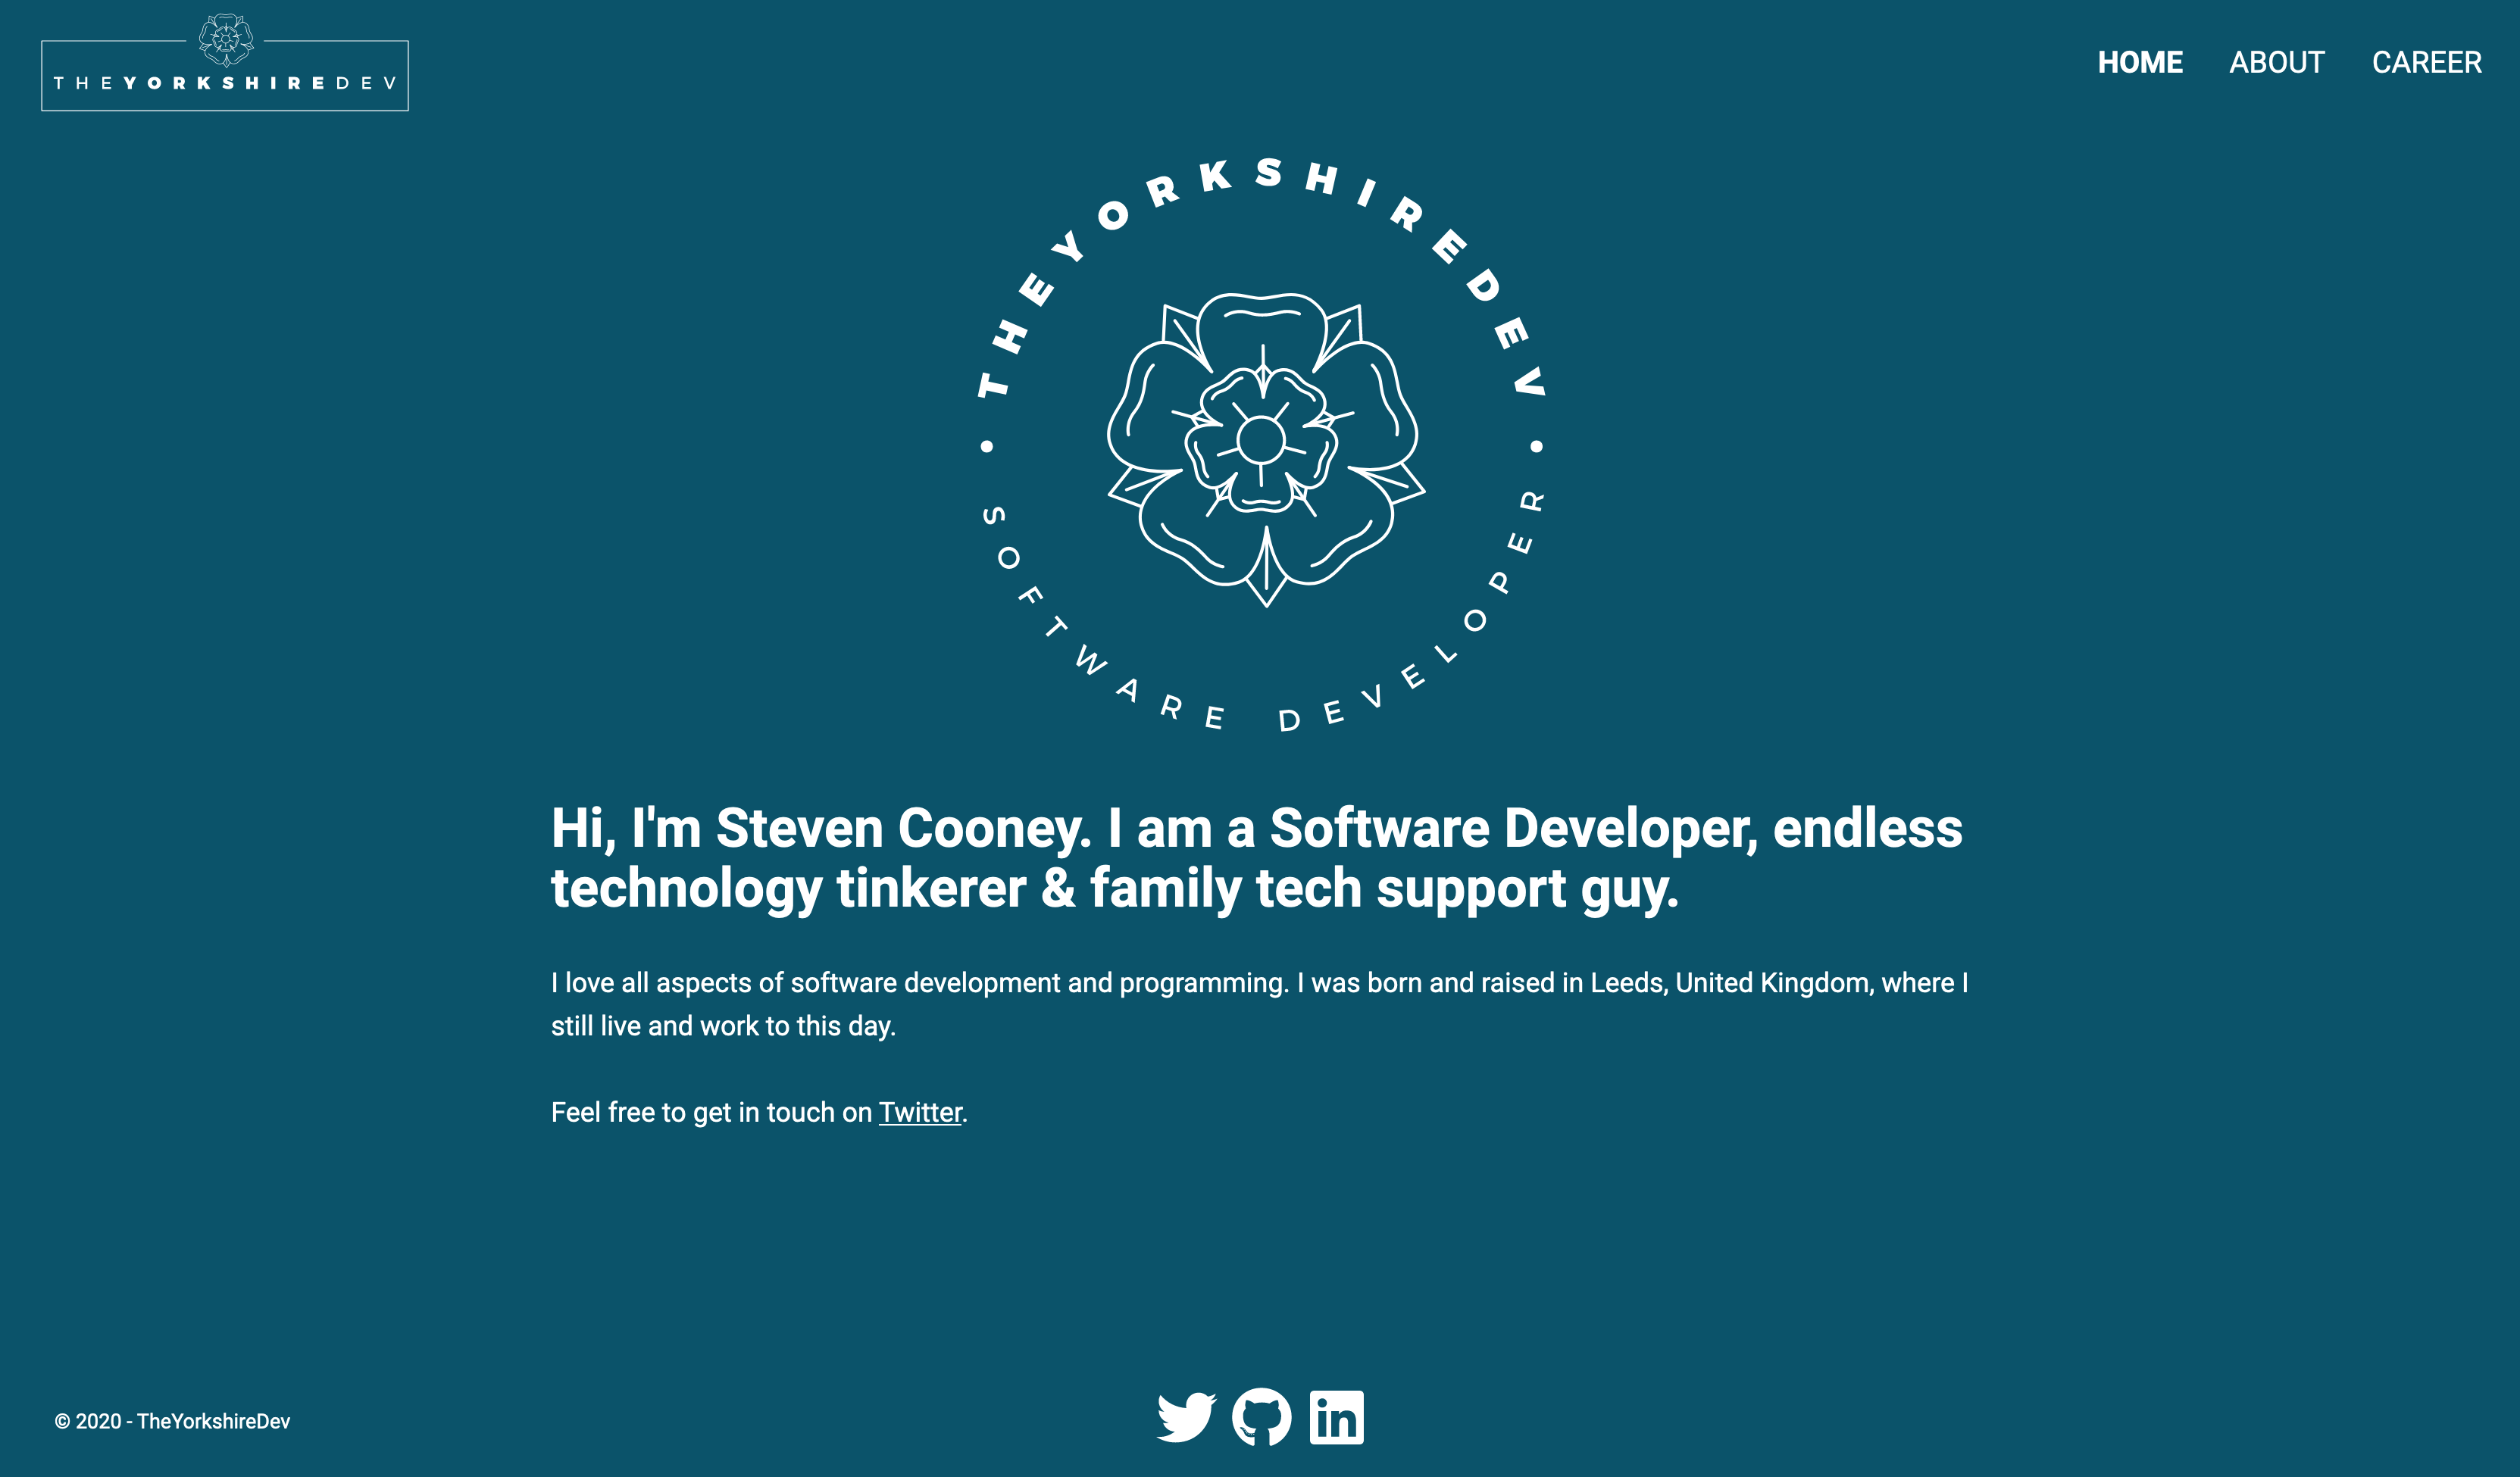 THEYORKSHIREDEV
HOME
ABOUT
CAREER
THEYORKSHIREDEV
• SOFTWARE DEVELOPER •
Hi, I'm Steven Cooney. I am a Software Developer, endless
technology tinkerer & family tech support guy.
I love all aspects of software development and programming. I was born and raised in Leeds, United Kingdom, where I
still live and work to this day.
Feel free to get in touch on Twitter.
© 2020 - TheYorkshireDev
in